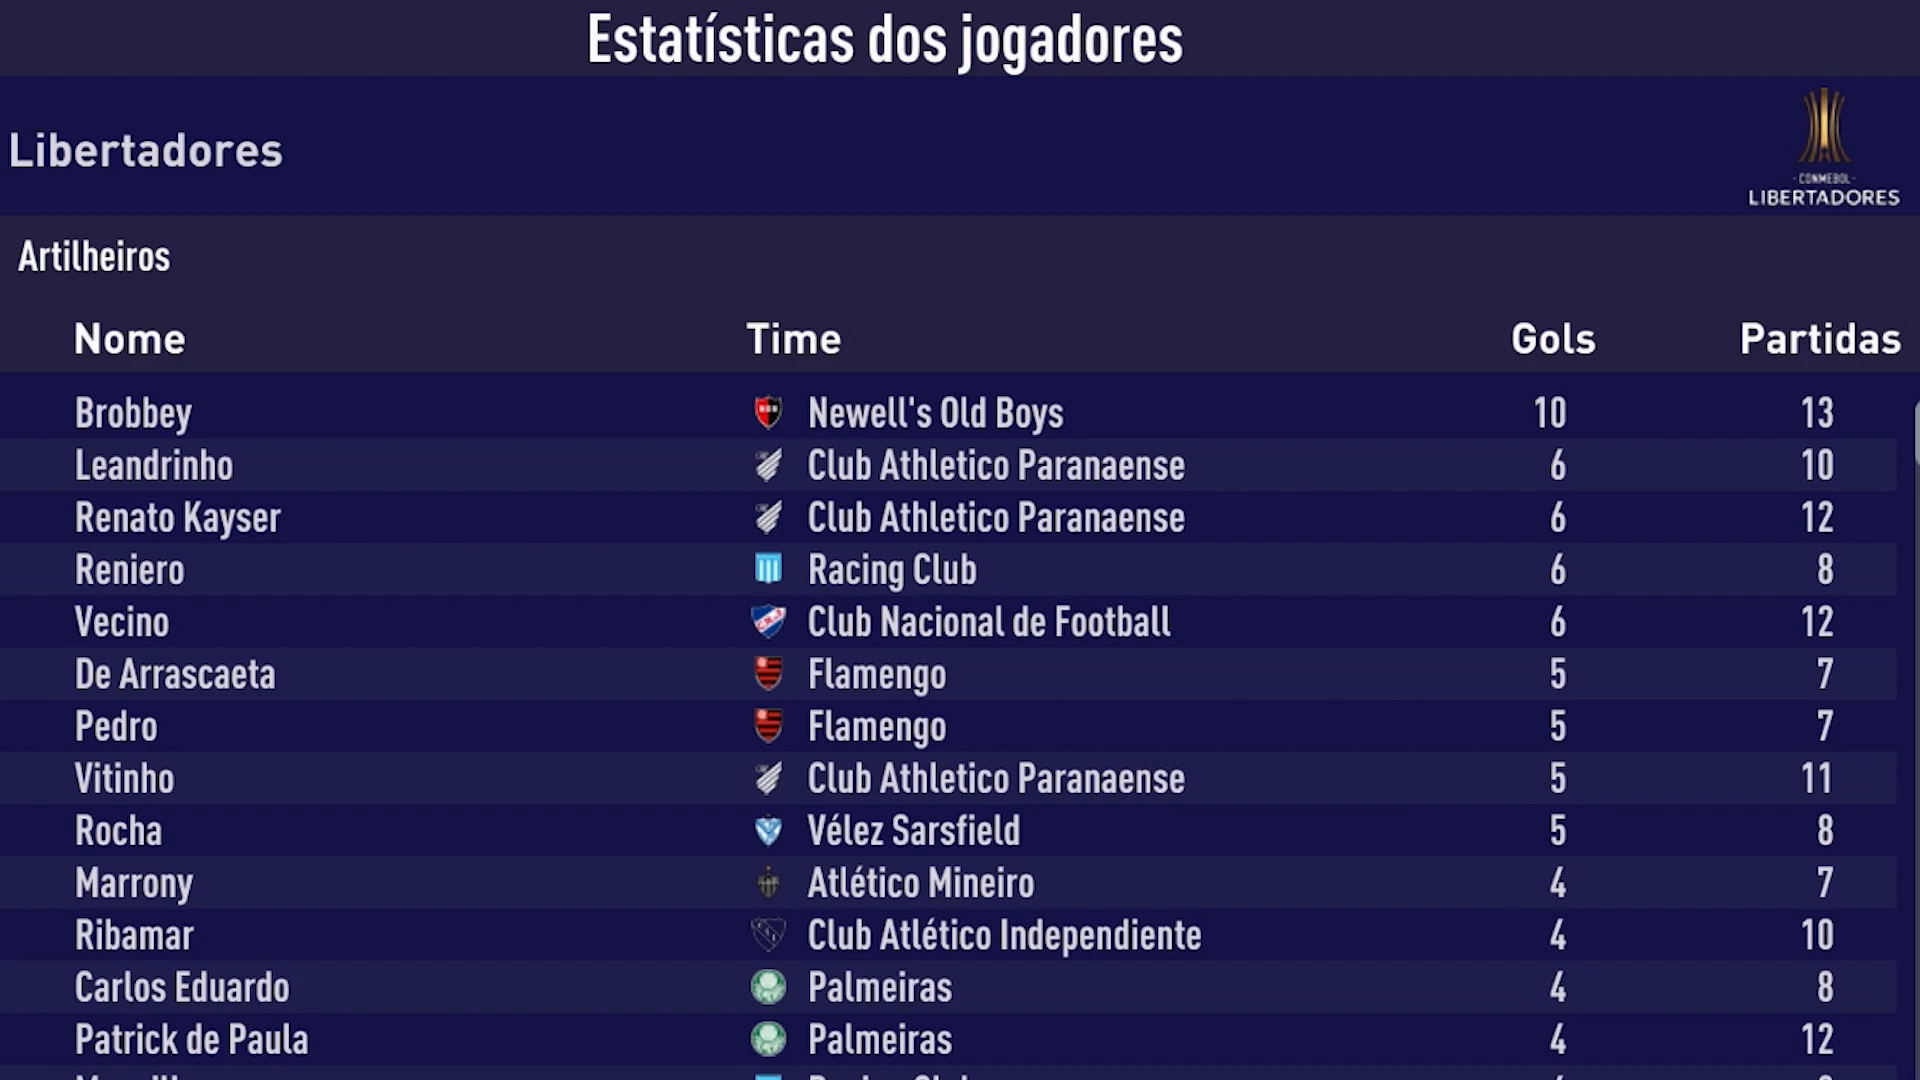 Estatísticas dos jogadores
Libertadores
- CONMEBOL -
LIBERTADORES
Artilheiros
Nome Time Gols Partidas
Brobbey Newell's Old Boys 10 13
Leandrinho Club Athletico Paranaense 6 10
Renato Kayser Club Athletico Paranaense 6 12
Reniero Racing Club 6 8
Vecino Club Nacional de Football 6 12
De Arrascaeta Flamengo 5 7
Pedro Flamengo 5 7
Vitinho Club Athletico Paranaense 5 11
Rocha Vélez Sarsfield 5 8
Marrony Atlético Mineiro 4 7
Ribamar Club Atlético Independiente 4 10
Carlos Eduardo Palmeiras 4 8
Patrick de Paula Palmeiras 4 12